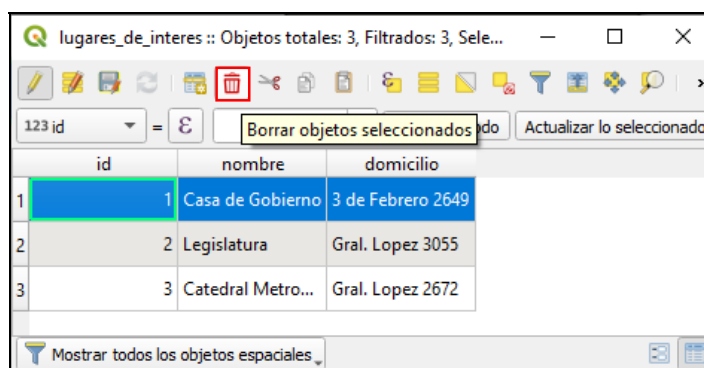 lugares_de_interes :: Objetos totales: 3, Filtrados: 3, Sele...
123 id = ε do Actualizar lo seleccionado
Borrar objetos seleccionados
id nombre domicilio
1 1 Casa de Gobierno 3 de Febrero 2649
2 2 Legislatura Gral. Lopez 3055
3 3 Catedral Metro... Gral. Lopez 2672
Mostrar todos los objetos espaciales